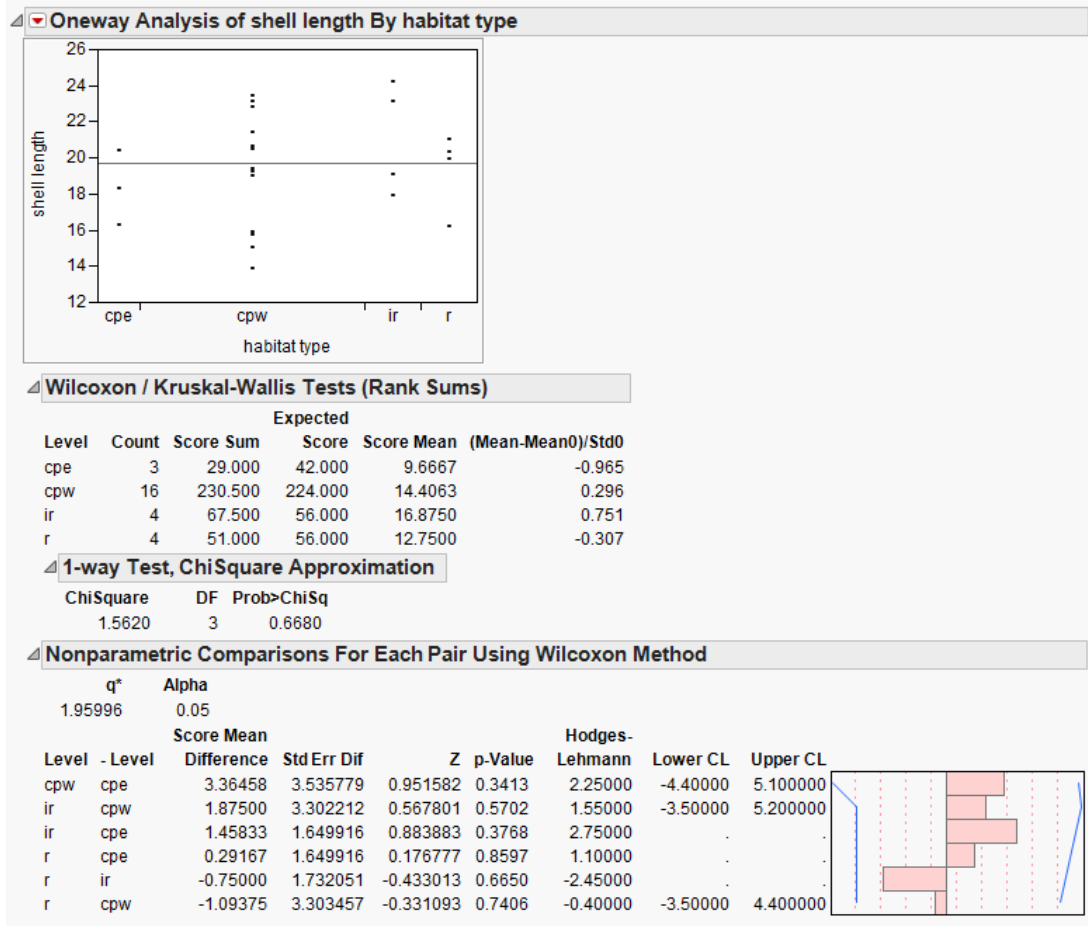 Oneway Analysis of shell length By habitat type
26
24
22
20
18
16
14
12
shell length
cpe cpw ir r
habitat type
Wilcoxon / Kruskal-Wallis Tests (Rank Sums)
Expected
Level Count Score Sum Score Score Mean (Mean-Mean0)/Std0
cpe 3 29.000 42.000 9.6667 -0.965
cpw 16 230.500 224.000 14.4063 0.296
ir 4 67.500 56.000 16.8750 0.751
r 4 51.000 56.000 12.7500 -0.307
1-way Test, ChiSquare Approximation
ChiSquare DF Prob>ChiSq
1.5620 3 0.6680
Nonparametric Comparisons For Each Pair Using Wilcoxon Method
q* Alpha
1.95996 0.05
Score Mean Hodges-
Level - Level Difference Std Err Dif Z p-Value Lehmann Lower CL Upper CL
cpw cpe 3.36458 3.535779 0.951582 0.3413 2.25000 -4.40000 5.100000
ir cpw 1.87500 3.302212 0.567801 0.5702 1.55000 -3.50000 5.200000
ir cpe 1.45833 1.649916 0.883883 0.3768 2.75000 . .
r cpe 0.29167 1.649916 0.176777 0.8597 1.10000 . .
r ir -0.75000 1.732051 -0.433013 0.6650 -2.45000 . .
r cpw -1.09375 3.303457 -0.331093 0.7406 -0.40000 -3.50000 4.400000